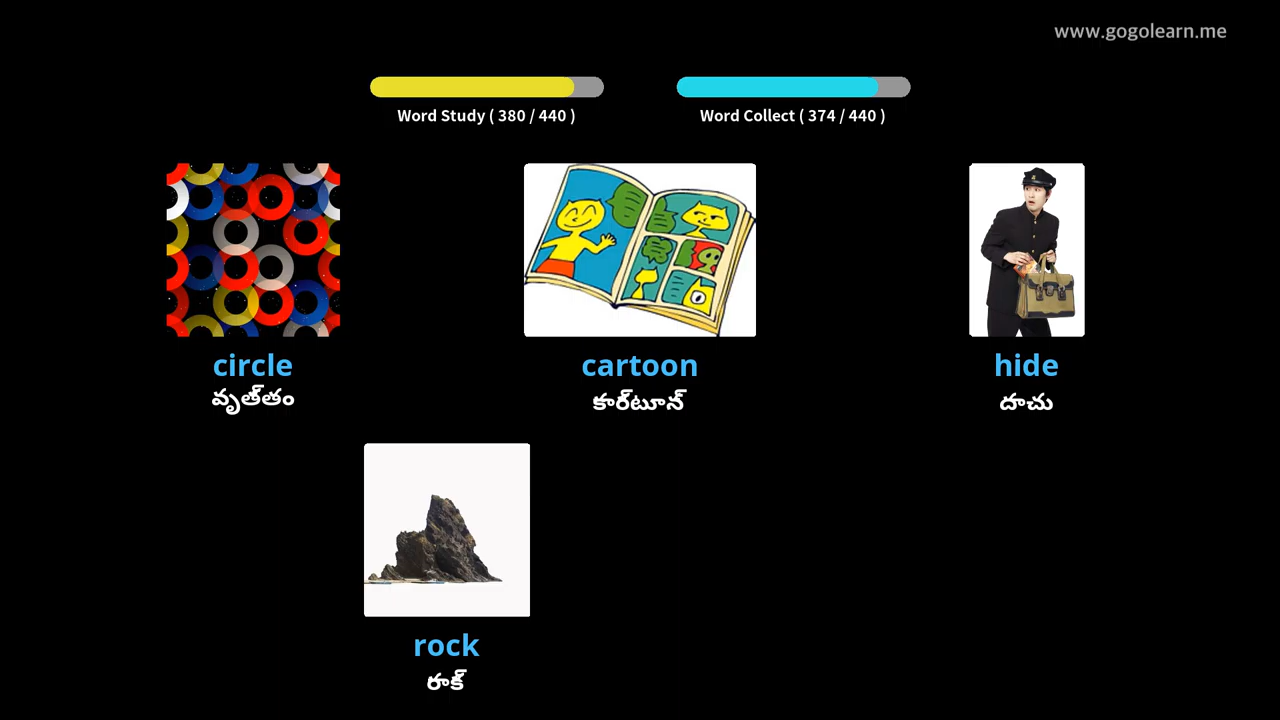 www.gogolearn.me
Word Study ( 380 / 440 )
Word Collect ( 374 / 440 )
circle
వృత్తం
cartoon
కార్టూన్
hide
దాచు
rock
రాక్